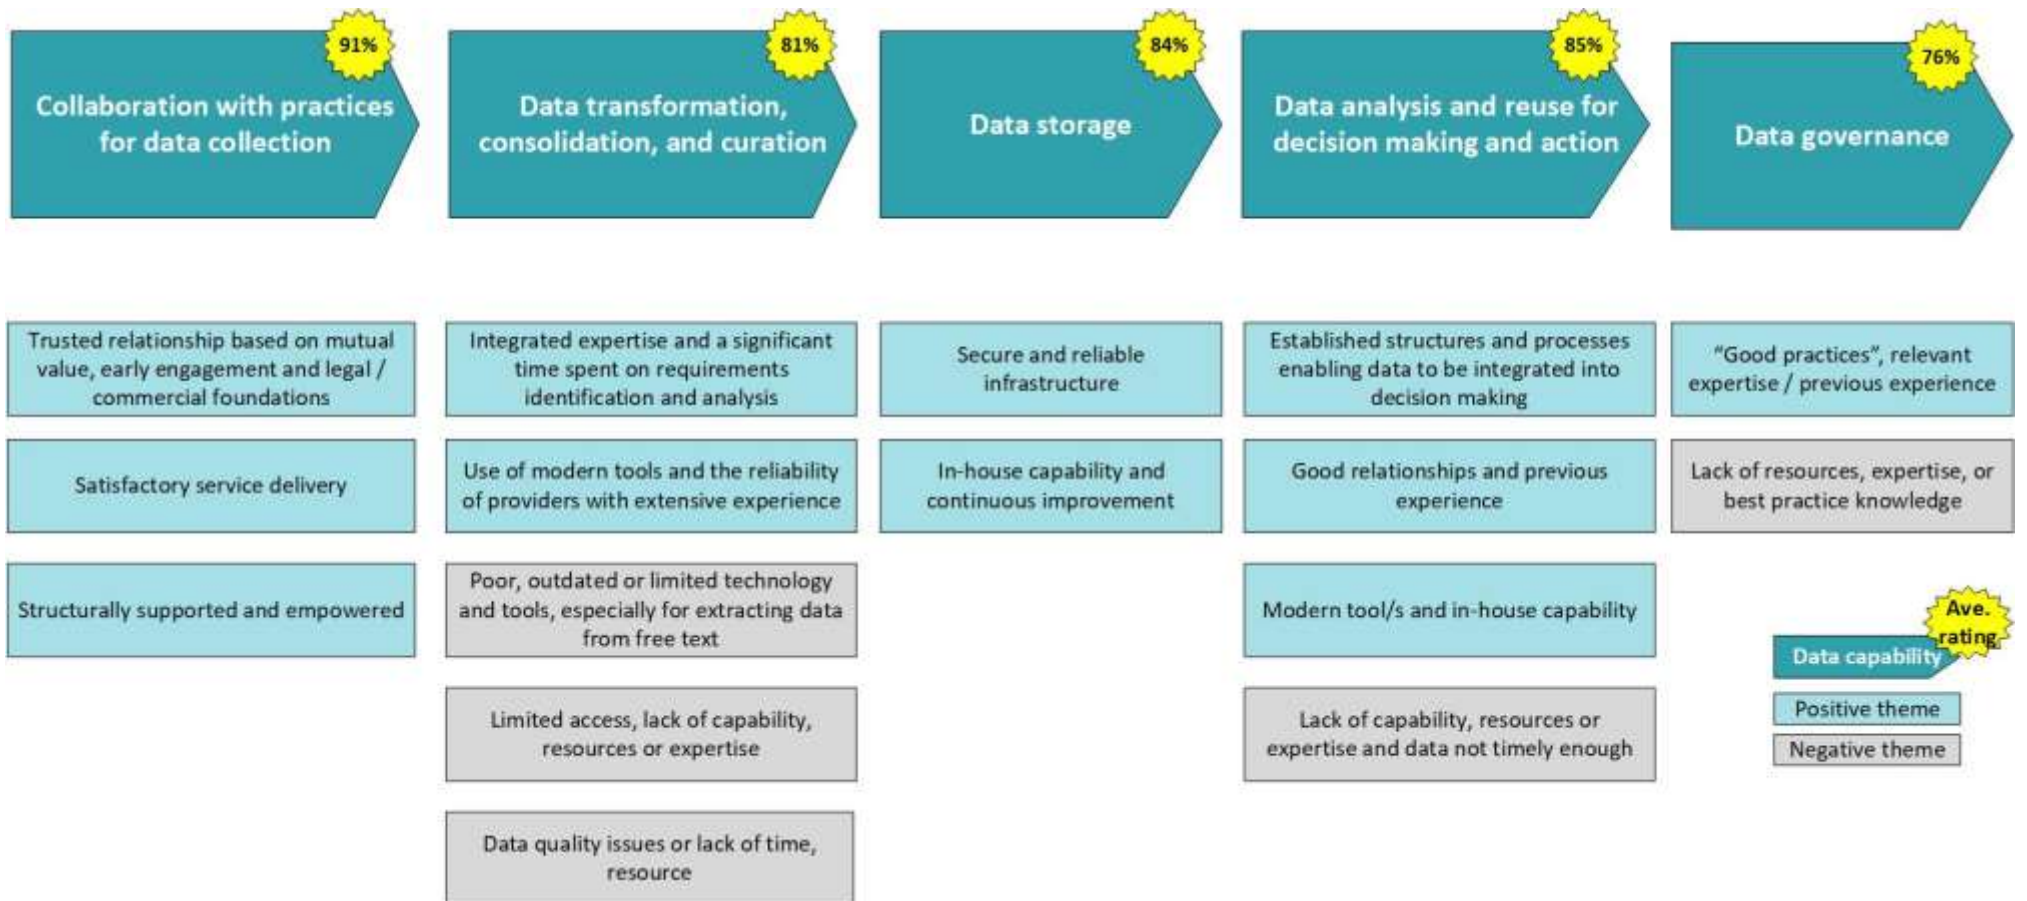 91%
Collaboration with practices
for data collection
81%
Data transformation,
consolidation, and curation
84%
Data storage
85%
Data analysis and reuse for
decision making and action
76%
Data governance
Trusted relationship based on mutual
value, early engagement and legal /
commercial foundations
Satisfactory service delivery
Structurally supported and empowered
Integrated expertise and a significant
time spent on requirements
identification and analysis
Use of modern tools and the reliability
of providers with extensive experience
Poor, outdated or limited technology
and tools, especially for extracting data
from free text
Limited access, lack of capability,
resources or expertise
Data quality issues or lack of time,
resource
Secure and reliable
infrastructure
In-house capability and
continuous improvement
Established structures and processes
enabling data to be integrated into
decision making
Good relationships and previous
experience
Modern tool/s and in-house capability
Lack of capability, resources or
expertise and data not timely enough
“Good practices”, relevant
expertise / previous experience
Lack of resources, expertise, or
best practice knowledge
Ave.
rating
Data capability
Positive theme
Negative theme